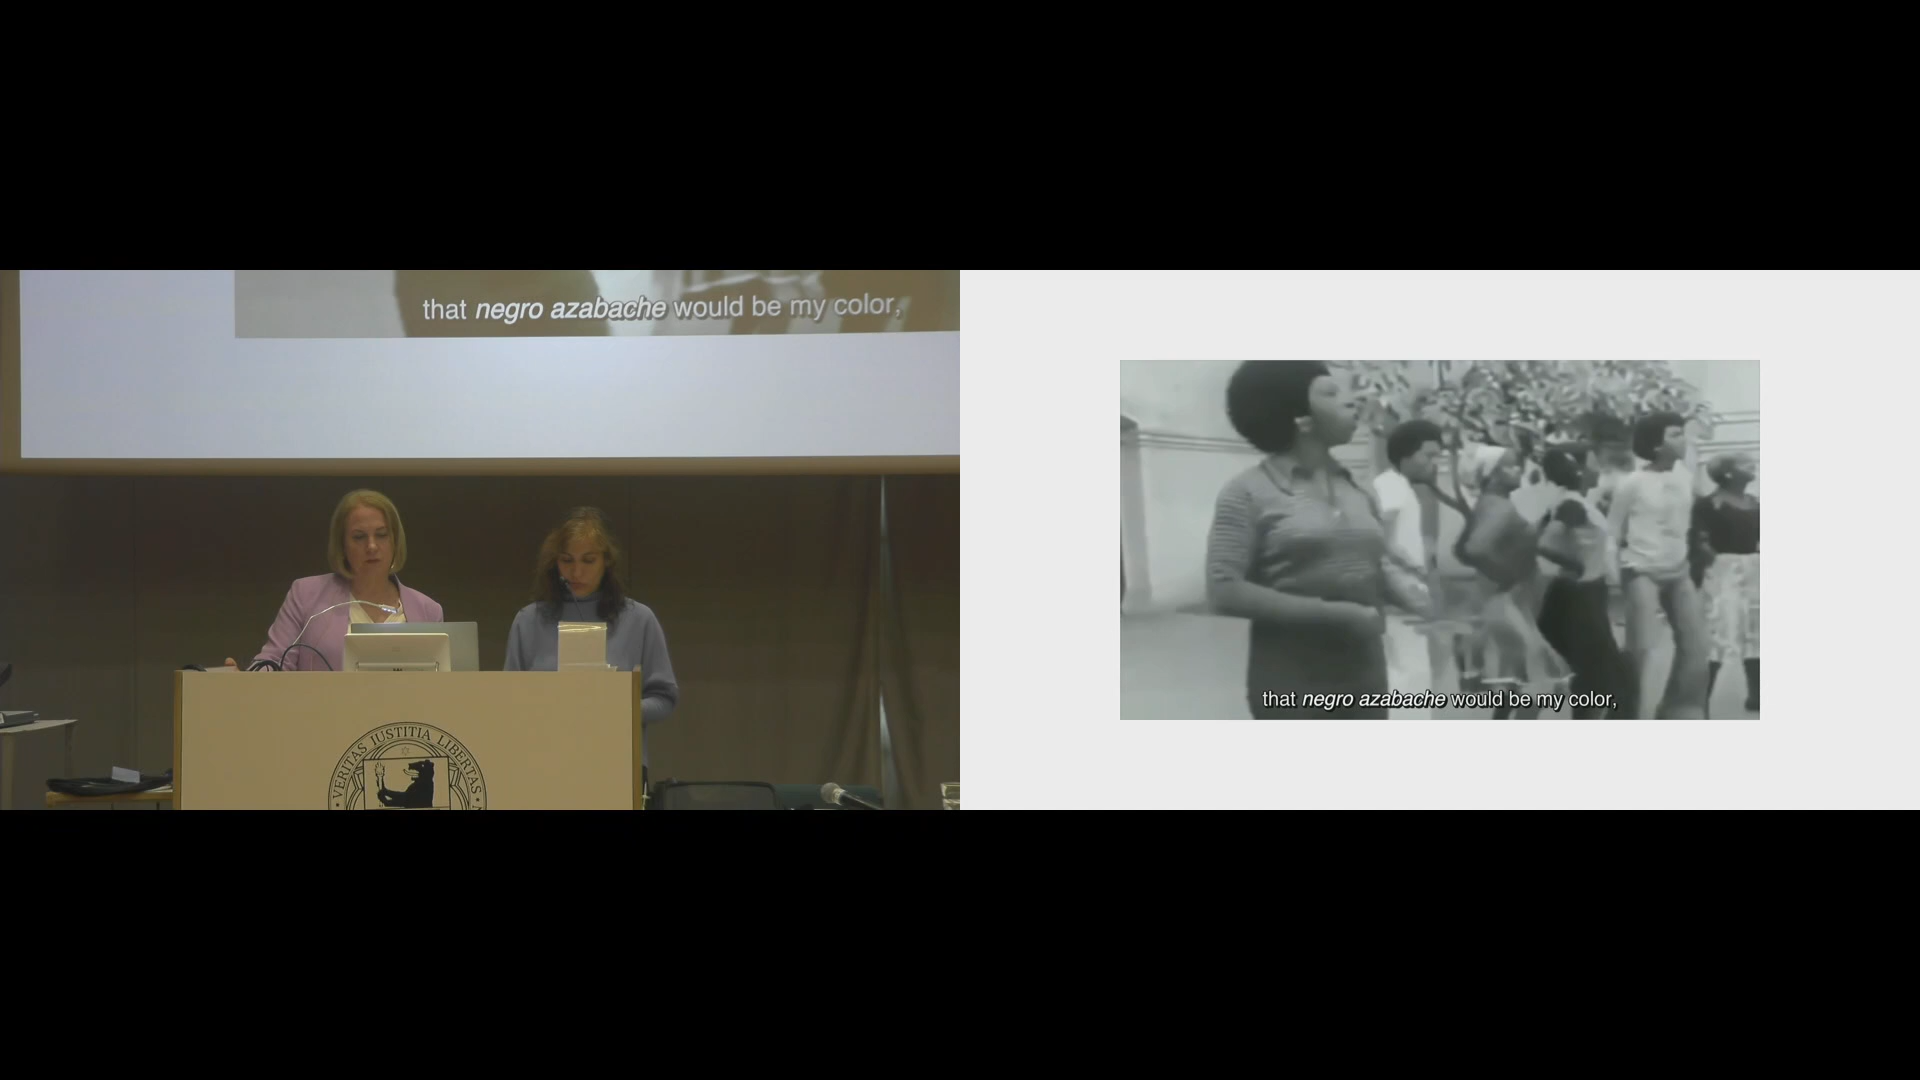 that negro azabache would be my color,
VERITAS IUSTITIA LIBERTAS
that negro azabache would be my color,